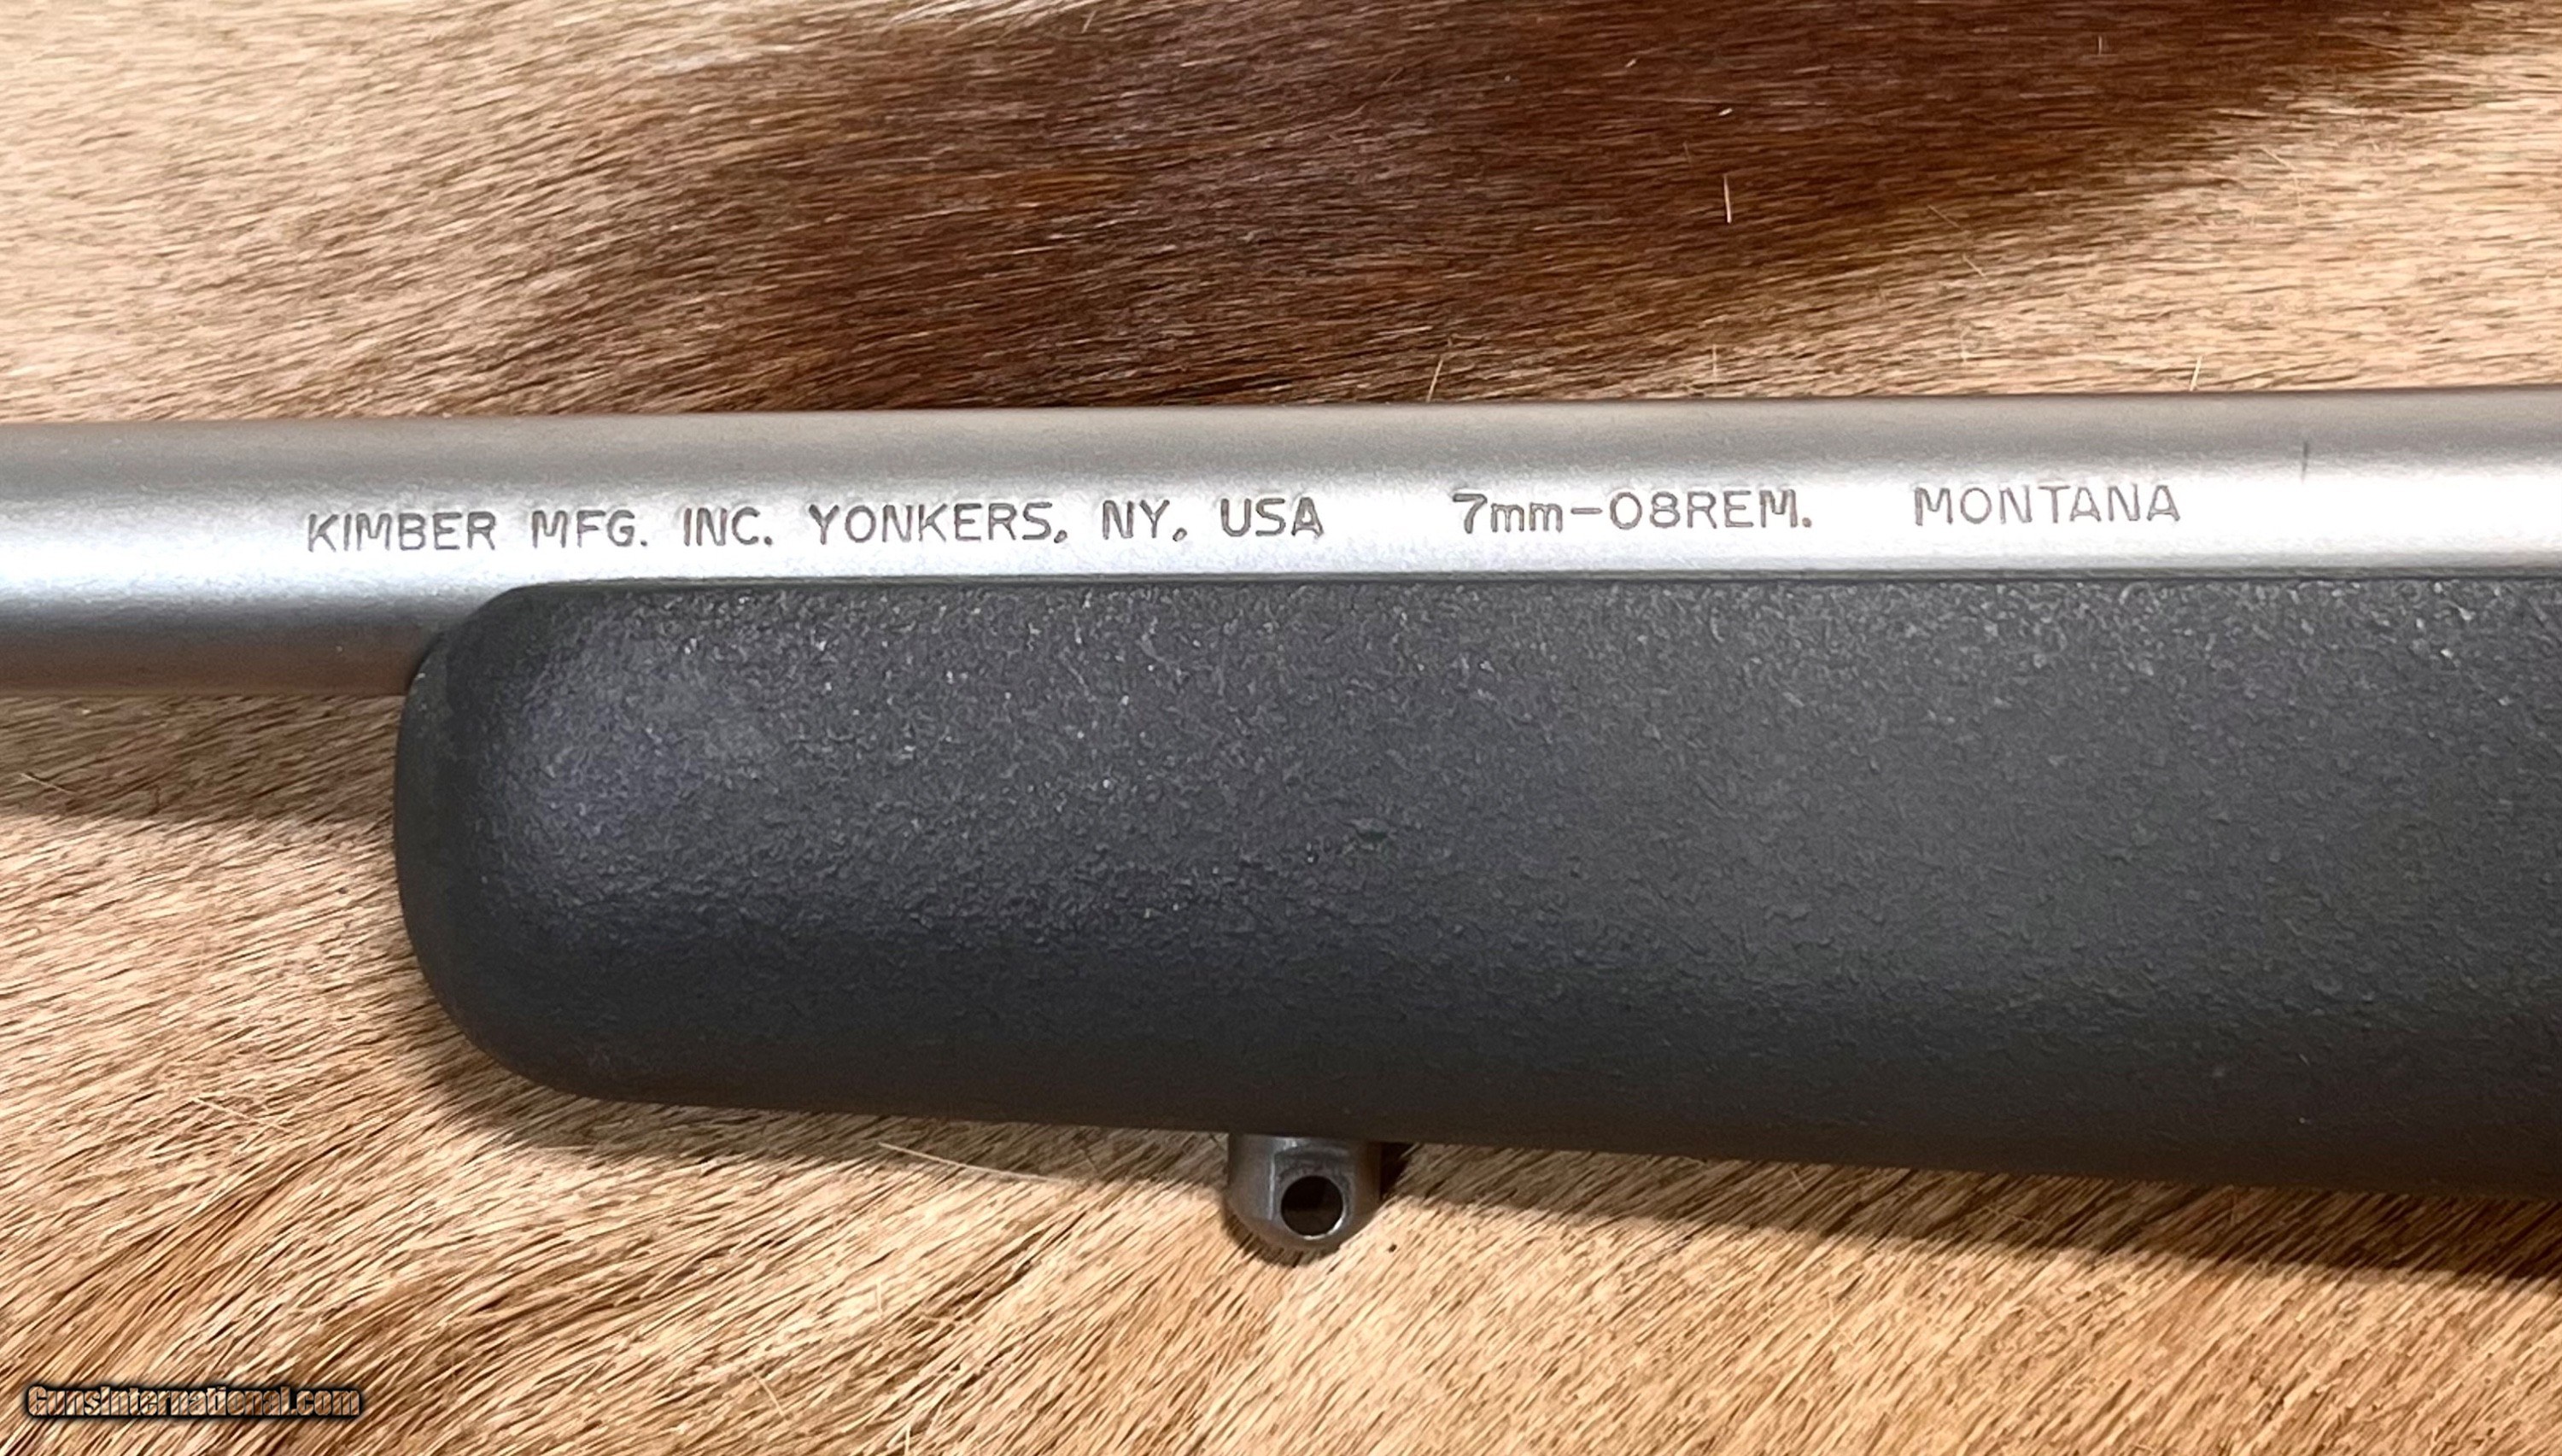 KIMBER MFG. INC. YONKERS, NY, USA 7mm-08REM. MONTANA
GunsInternational.com